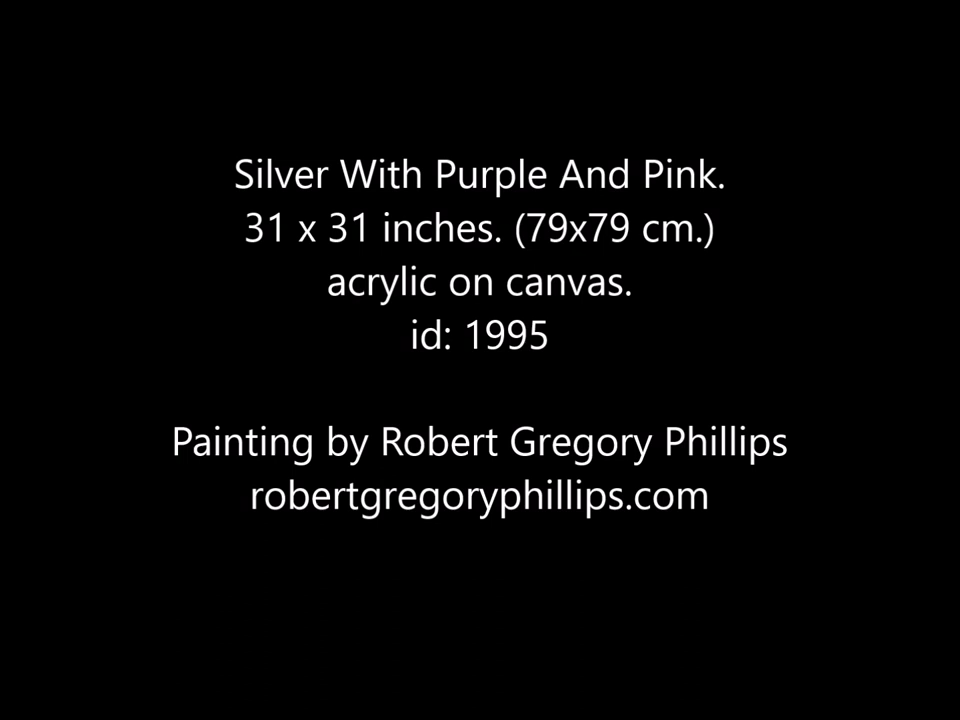 Silver With Purple And Pink.
31 x 31 inches. (79x79 cm.)
acrylic on canvas.
id: 1995
Painting by Robert Gregory Phillips
robertgregoryphillips.com